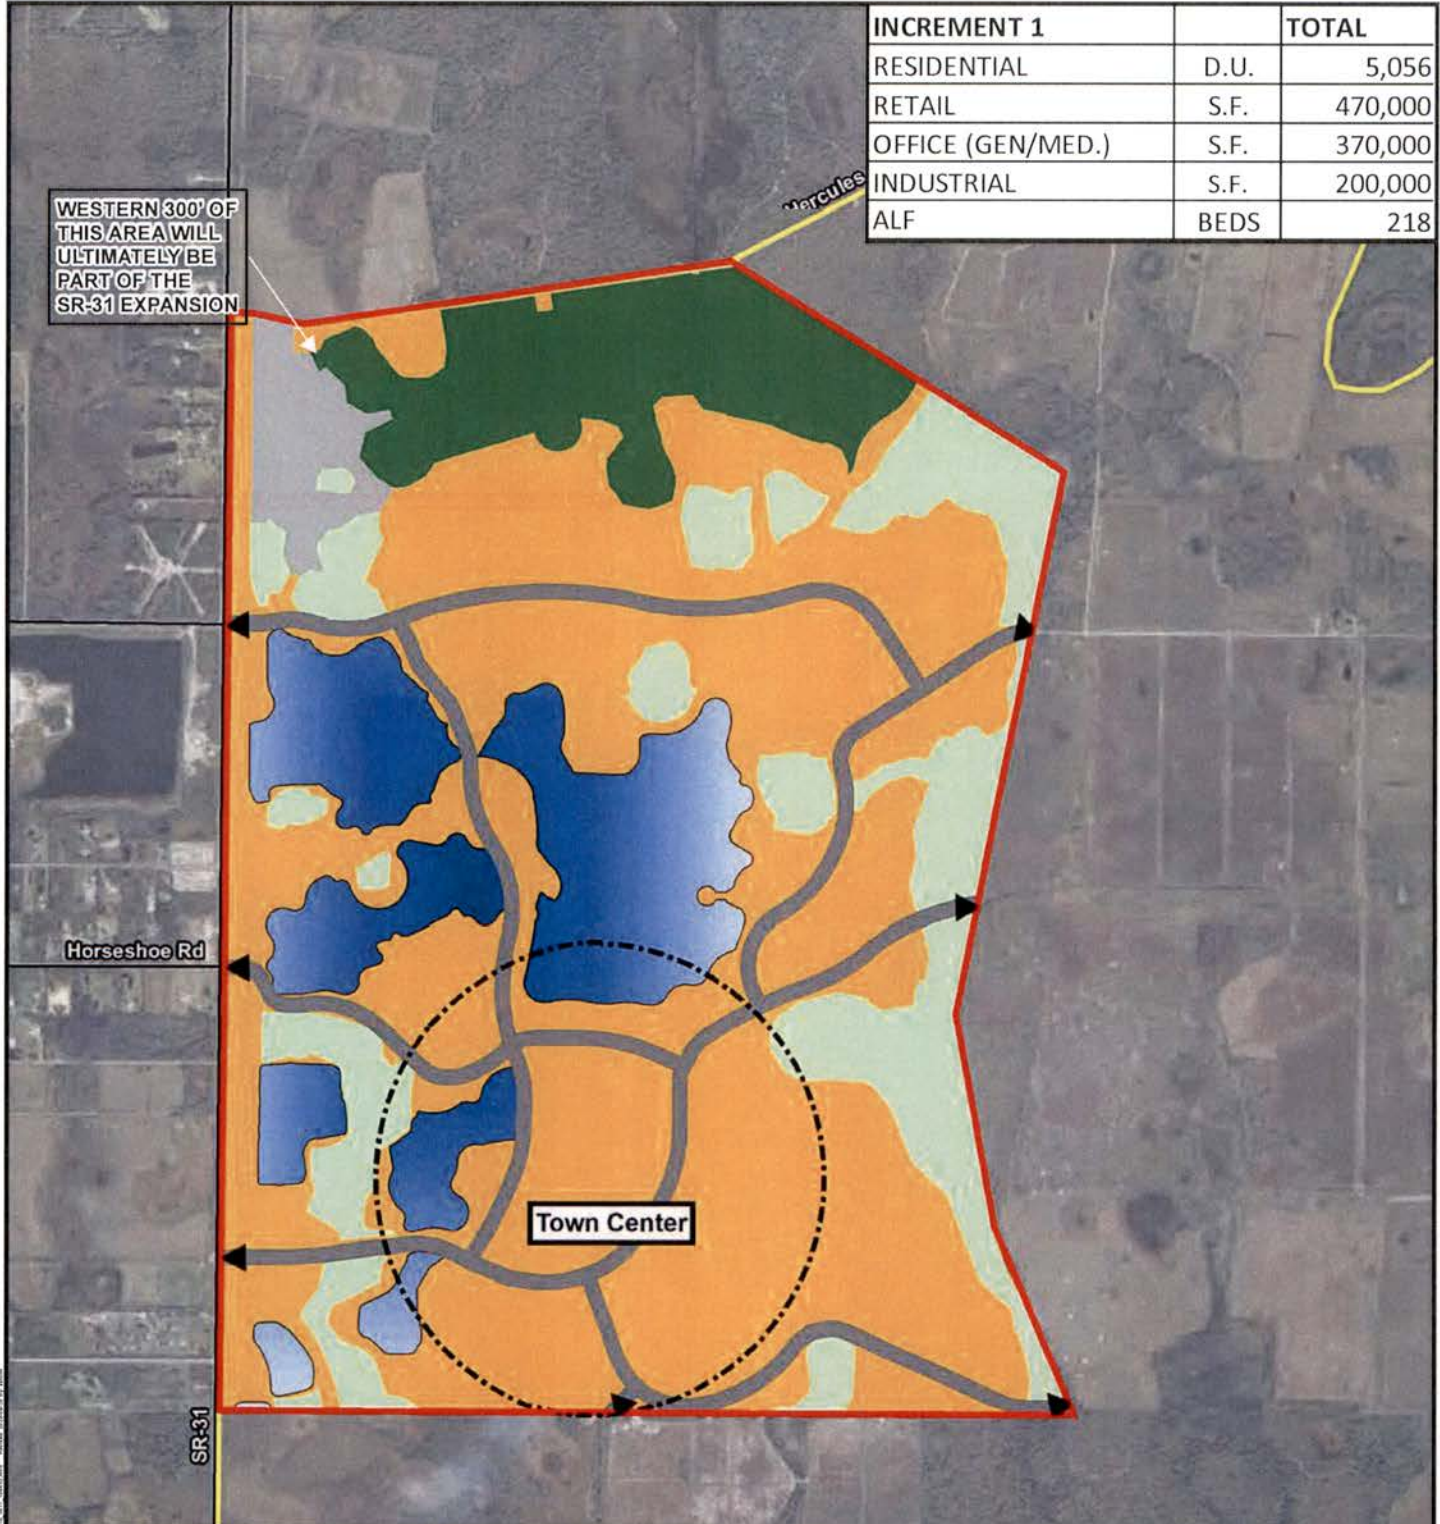 INCREMENT 1 TOTAL
RESIDENTIAL D.U. 5,056
RETAIL S.F. 470,000
OFFICE (GEN/MED.) S.F. 370,000
INDUSTRIAL S.F. 200,000
ALF BEDS 218
Hercules
WESTERN 300' OF
THIS AREA WILL
ULTIMATELY BE
PART OF THE
SR-31 EXPANSION
Horseshoe Rd
Town Center
SR-31